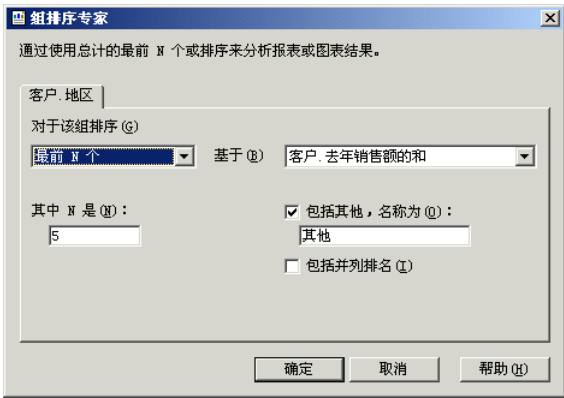 组排序专家
通过使用总计的最前 N 个或排序来分析报表或图表结果。
客户.地区
对于该组排序(G)
最前 N 个 基于(B) 客户.去年销售额的和
其中 N 是(N)： 包括其他，名称为(O)：
5 其他
包括并列排名(I)
确定 取消 帮助(H)